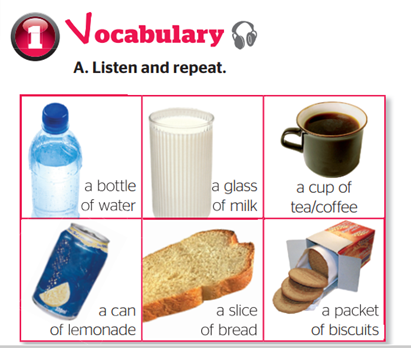 1 Vocabulary
A. Listen and repeat.
a bottle
of water
a glass
of milk
a cup of
tea/coffee
a can
of lemonade
a slice
of bread
a packet
of biscuits